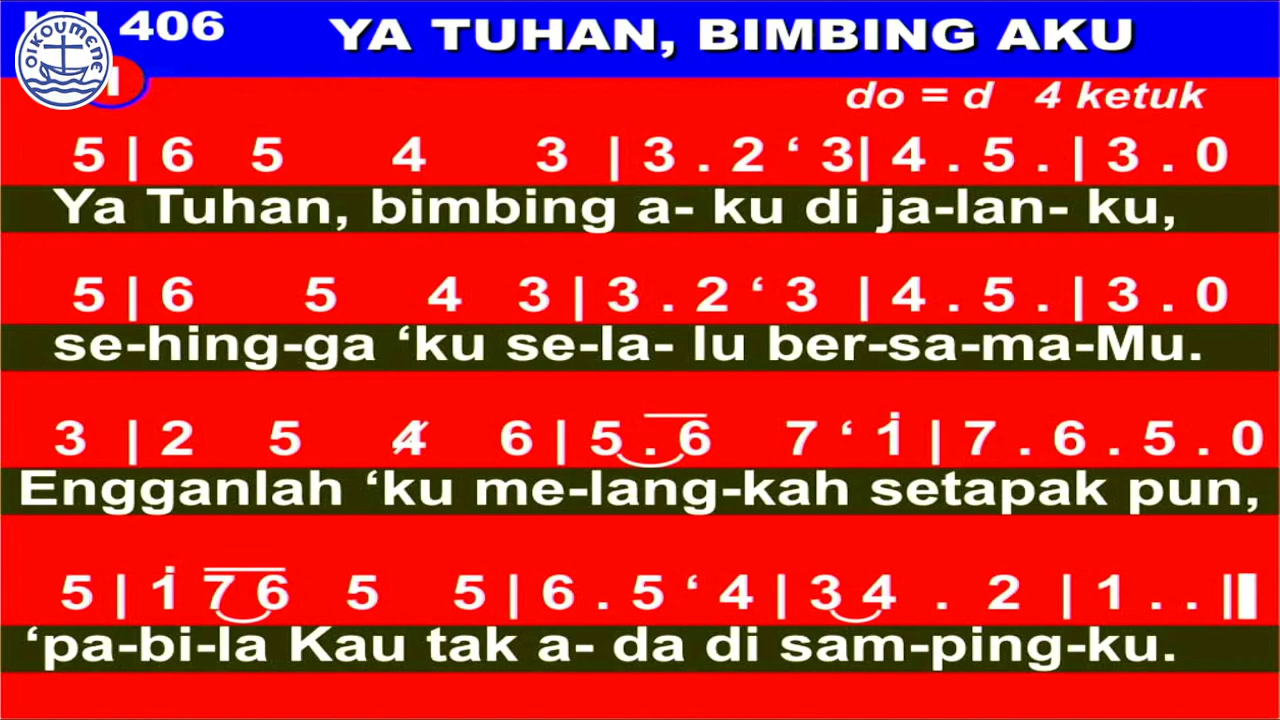 406
YA TUHAN, BIMBING AKU
OIKOUMENE
do = d 4 ketuk
5 | 6 5 4 3 | 3 . 2 ‘ 3| 4 . 5 . | 3 . 0
Ya Tuhan, bimbing a- ku di ja-lan- ku,
5 | 6 5 4 3 | 3 . 2 ‘ 3 | 4 . 5 . | 3 . 0
se-hing-ga ‘ku se-la- lu ber-sa-ma-Mu.
3 | 2 5 4̸ 6 | 5 . 6 7 ‘ 1̇ | 7 . 6 . 5 . 0
Engganlah ‘ku me-lang-kah setapak pun,
5 | 1̇ 7 6 5 5 | 6 . 5 ‘ 4 | 3 4 . 2 | 1 . . ||
‘pa-bi-la Kau tak a- da di sam-ping-ku.